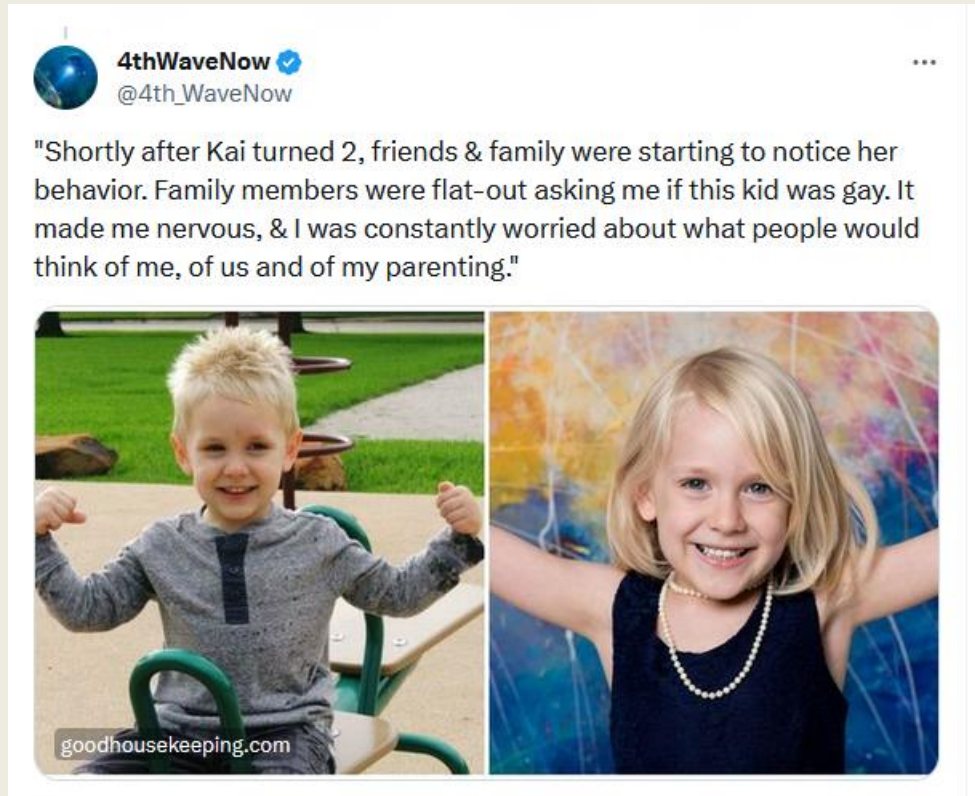 4thWaveNow
@4th_WaveNow
"Shortly after Kai turned 2, friends & family were starting to notice her
behavior. Family members were flat-out asking me if this kid was gay. It
made me nervous, & I was constantly worried about what people would
think of me, of us and of my parenting."
goodhousekeeping.com